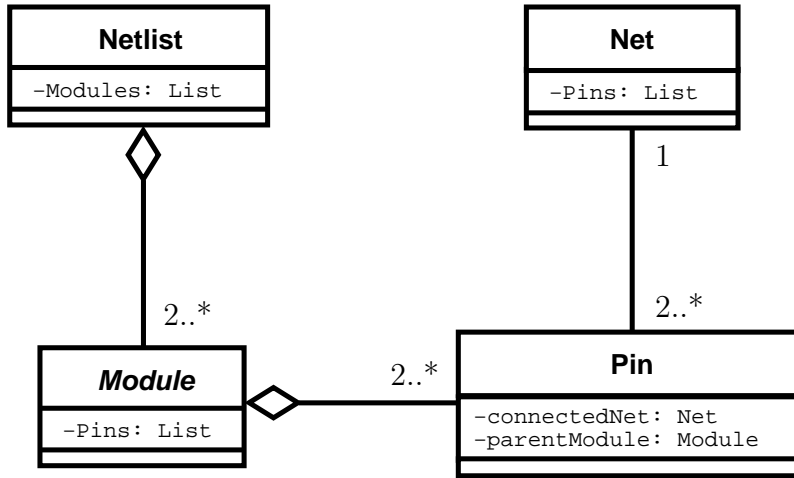 Netlist
−Modules: List
Net
−Pins: List
1
2..*
2..*
Module
−Pins: List
2..*
Pin
−connectedNet: Net
−parentModule: Module